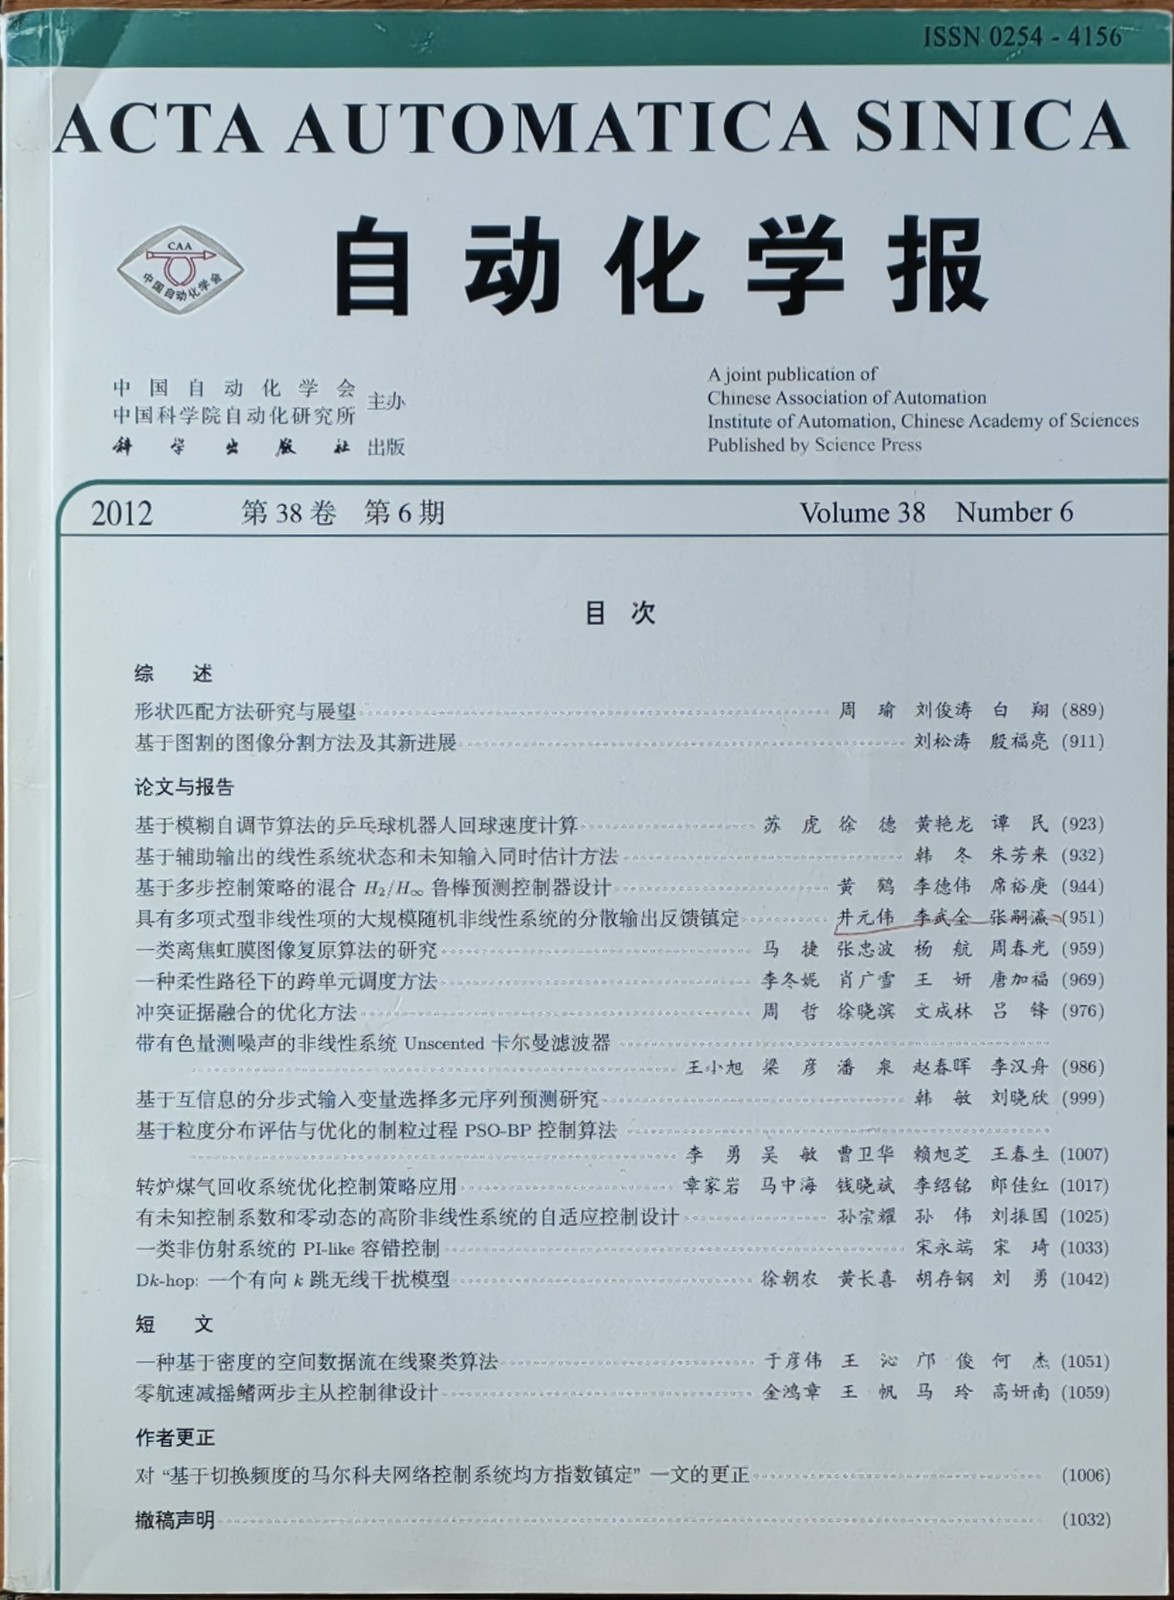 ISSN 0254 - 4156
ACTA AUTOMATICA SINICA
CAA
中国自动化学会
自动化学报
中国自动化学会
中国科学院自动化研究所 主办
科学出版社 出版
A joint publication of
Chinese Association of Automation
Institute of Automation, Chinese Academy of Sciences
Published by Science Press
2012 第 38 卷 第 6 期 Volume 38 Number 6
目 次
综 述
形状匹配方法研究与展望 周 瑜 刘俊涛 白 翔 (889)
基于图割的图像分割方法及其新进展 刘松涛 殷福亮 (911)
论文与报告
基于模糊自调节算法的乒乓球机器人回球速度计算 苏 虎 徐 德 黄艳龙 谭 民 (923)
基于辅助输出的线性系统状态和未知输入同时估计方法 韩 冬 朱芳来 (932)
基于多步控制策略的混合 H₂/H∞ 鲁棒预测控制器设计 黄 鹤 李德伟 席裕庚 (944)
具有多项式型非线性项的大规模随机非线性系统的分散输出反馈镇定 井元伟 李武全 张嗣瀛 (951)
一类离焦虹膜图像复原算法的研究 马 捷 张忠波 杨 航 周春光 (959)
一种柔性路径下的跨单元调度方法 李冬妮 肖广雪 王 妍 唐加福 (969)
冲突证据融合的优化方法 周 哲 徐晓滨 文成林 吕 锋 (976)
带有色量测噪声的非线性系统 Unscented 卡尔曼滤波器
王小旭 梁 彦 潘 泉 赵春晖 李汉舟 (986)
基于互信息的分步式输入变量选择多元序列预测研究 韩 敏 刘晓欣 (999)
基于粒度分布评估与优化的制粒过程 PSO-BP 控制算法
李 勇 吴 敏 曹卫华 赖旭芝 王春生 (1007)
转炉煤气回收系统优化控制策略应用 章家岩 马中海 钱晓斌 李绍铭 郎佳红 (1017)
有未知控制系数和零动态的高阶非线性系统的自适应控制设计 孙宗耀 孙 伟 刘振国 (1025)
一类非仿射系统的 PI-like 容错控制 宋永端 宋 琦 (1033)
Dk-hop: 一个有向 k 跳无线干扰模型 徐朝农 黄长喜 胡存钢 刘 勇 (1042)
短 文
一种基于密度的空间数据流在线聚类算法 于彦伟 王 沁 邝 俊 何 杰 (1051)
零航速减摇鳍两步主从控制律设计 金鸿章 王 帆 马 玲 高妍南 (1059)
作者更正
对 “基于切换频度的马尔科夫网络控制系统均方指数镇定” 一文的更正 (1006)
撤稿声明 (1032)